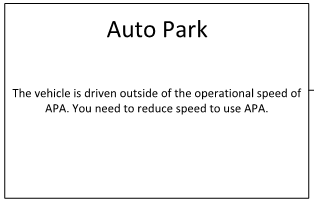 Auto Park
The vehicle is driven outside of the operational speed of
APA. You need to reduce speed to use APA.